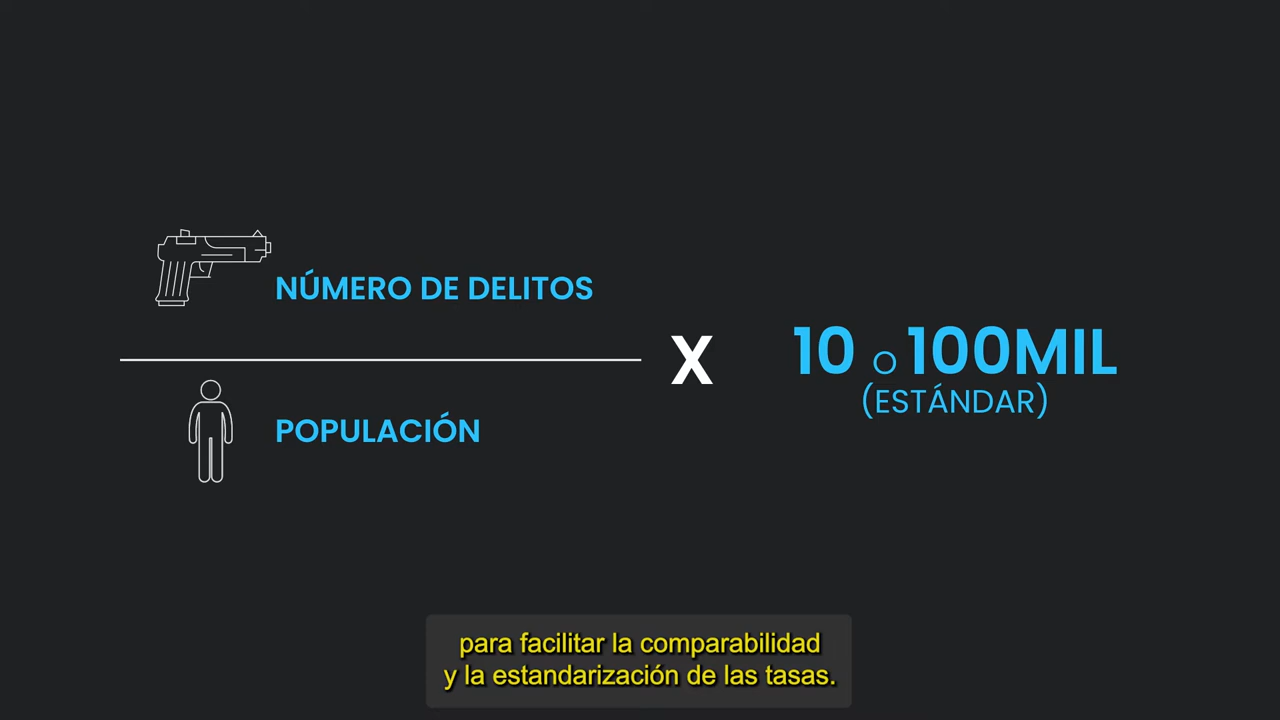 NÚMERO DE DELITOS
POPULACIÓN
X
10 O 100MIL
(ESTÁNDAR)
para facilitar la comparabilidad
y la estandarización de las tasas.